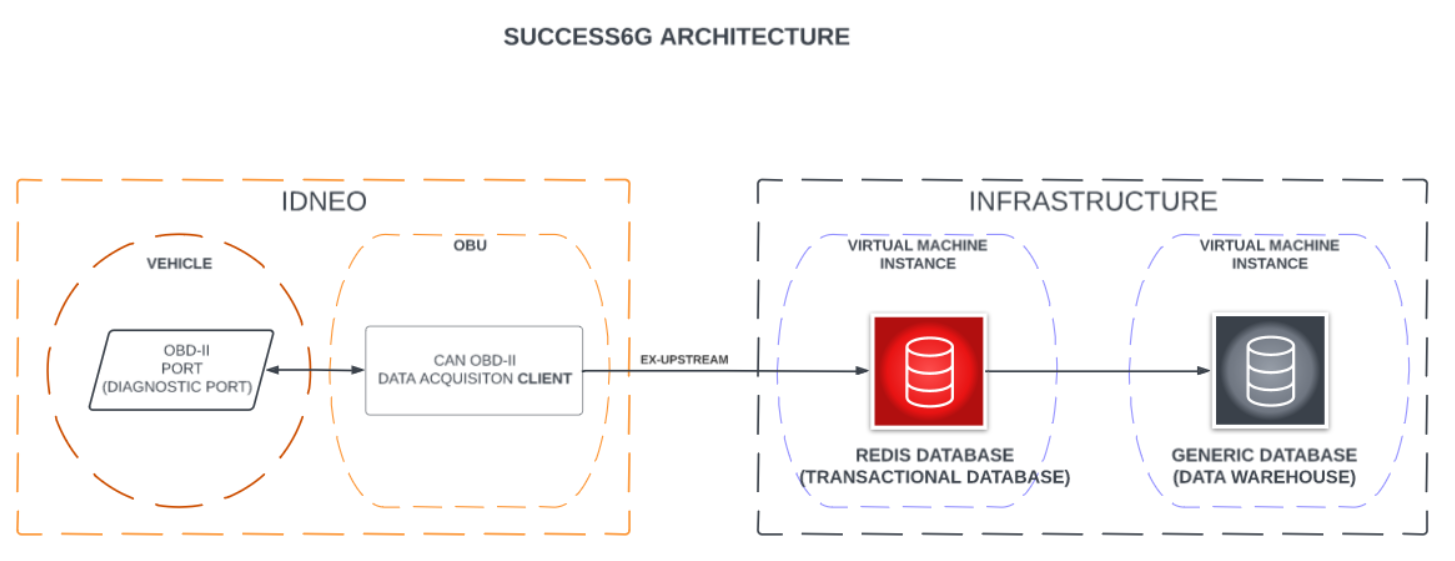 SUCCESS6G ARCHITECTURE
IDNEO
VEHICLE
OBD-II
PORT
(DIAGNOSTIC PORT)
OBU
CAN OBD-II
DATA ACQUISITON CLIENT
EX-UPSTREAM
INFRASTRUCTURE
VIRTUAL MACHINE
INSTANCE
REDIS DATABASE
(TRANSACTIONAL DATABASE)
VIRTUAL MACHINE
INSTANCE
GENERIC DATABASE
(DATA WAREHOUSE)